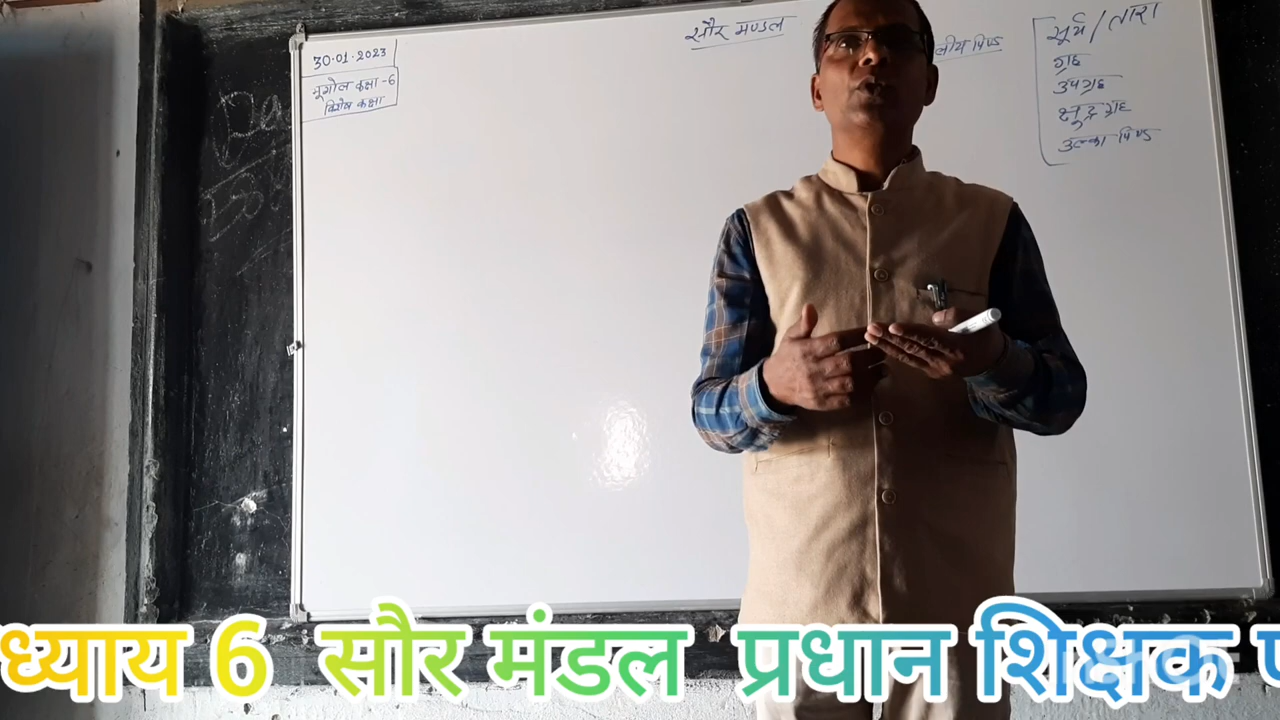 30.01.2023
भूगोल कक्षा-6
विशेष कक्षा
सौर मण्डल
सूर्य / तारा
ग्रह
उपग्रह
क्षुद्र ग्रह
उल्का पिण्ड
ध्याय 6 सौर मंडल प्रधान शिक्षक